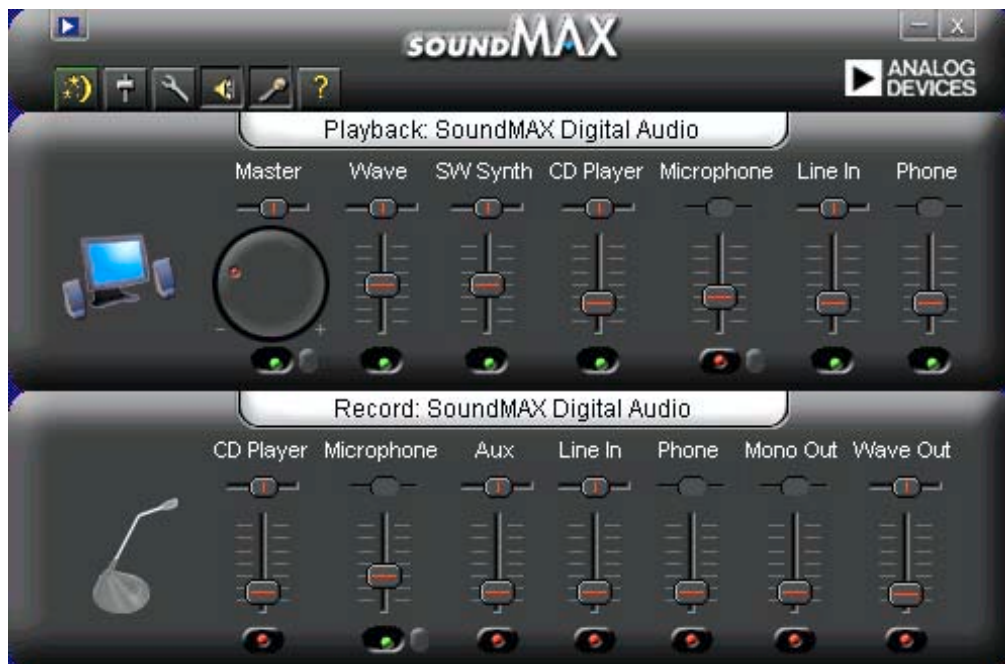 SOUNDMAX
— X
?
ANALOG
DEVICES
Playback: SoundMAX Digital Audio
Master Wave SW Synth CD Player Microphone Line In Phone
- +
Record: SoundMAX Digital Audio
CD Player Microphone Aux Line In Phone Mono Out Wave Out